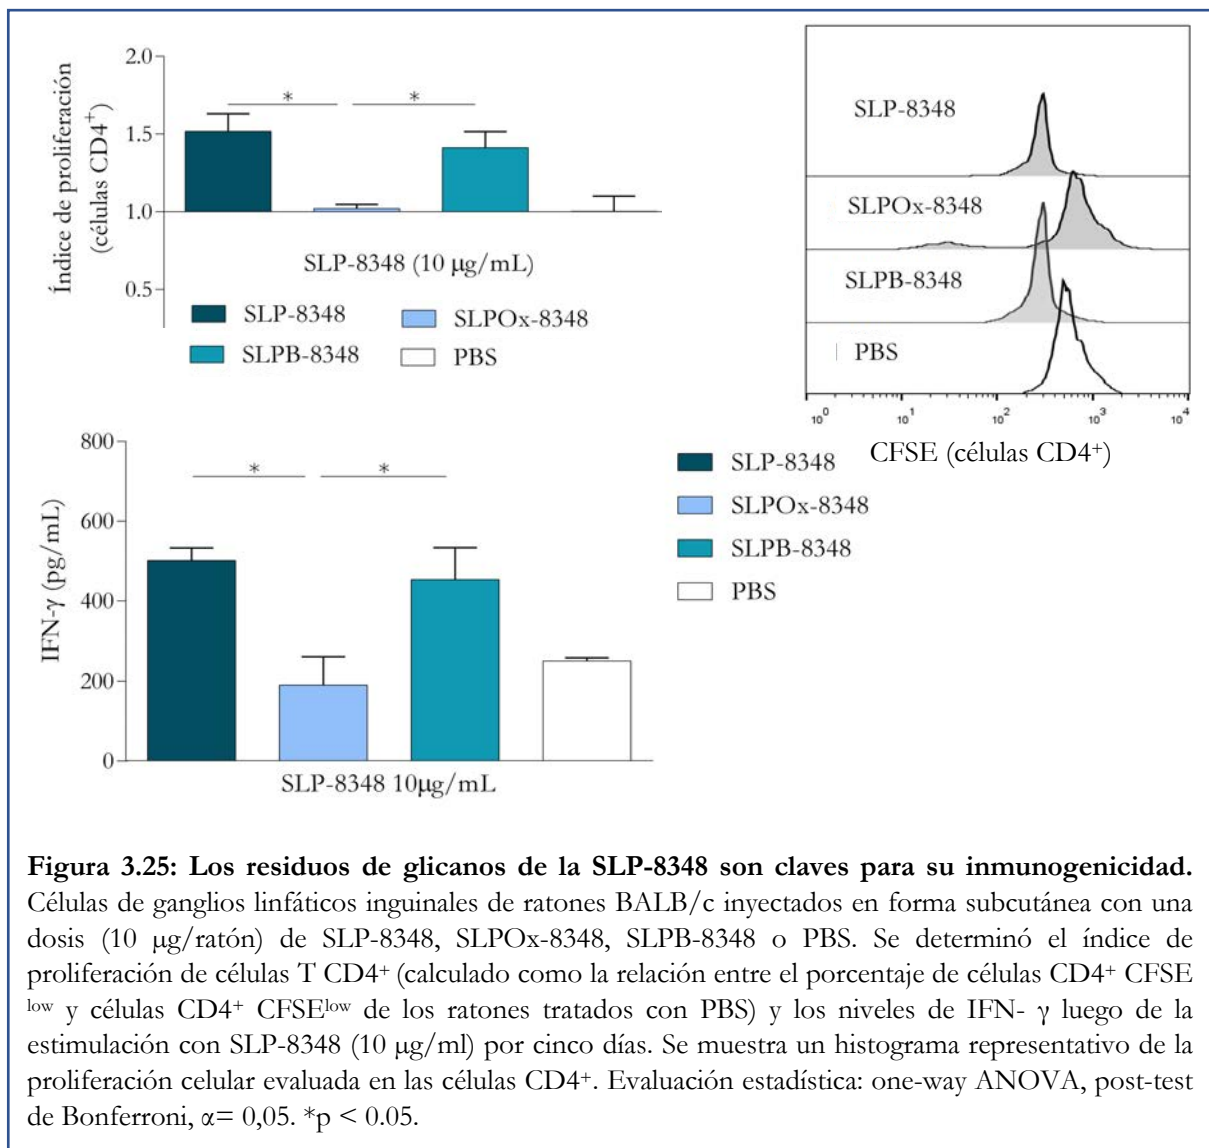 2.0
1.5
1.0
0.5
Índice de proliferación
(células CD4+)
*
*
SLP-8348 (10 µg/mL)
SLP-8348
SLPOx-8348
SLPB-8348
PBS
SLP-8348
SLPOx-8348
SLPB-8348
PBS
10^0 10^1 10^2 10^3 10^4
CFSE (células CD4+)
800
600
400
200
0
IFN-γ (pg/mL)
*
*
SLP-8348 10µg/mL
SLP-8348
SLPOx-8348
SLPB-8348
PBS
Figura 3.25: Los residuos de glicanos de la SLP-8348 son claves para su inmunogenicidad.
Células de ganglios linfáticos inguinales de ratones BALB/c inyectados en forma subcutánea con una
dosis (10 µg/ratón) de SLP-8348, SLPOx-8348, SLPB-8348 o PBS. Se determinó el índice de
proliferación de células T CD4+ (calculado como la relación entre el porcentaje de células CD4+ CFSE
low y células CD4+ CFSElow de los ratones tratados con PBS) y los niveles de IFN- γ luego de la
estimulación con SLP-8348 (10 µg/ml) por cinco días. Se muestra un histograma representativo de la
proliferación celular evaluada en las células CD4+. Evaluación estadística: one-way ANOVA, post-test
de Bonferroni, α= 0,05. *p < 0.05.